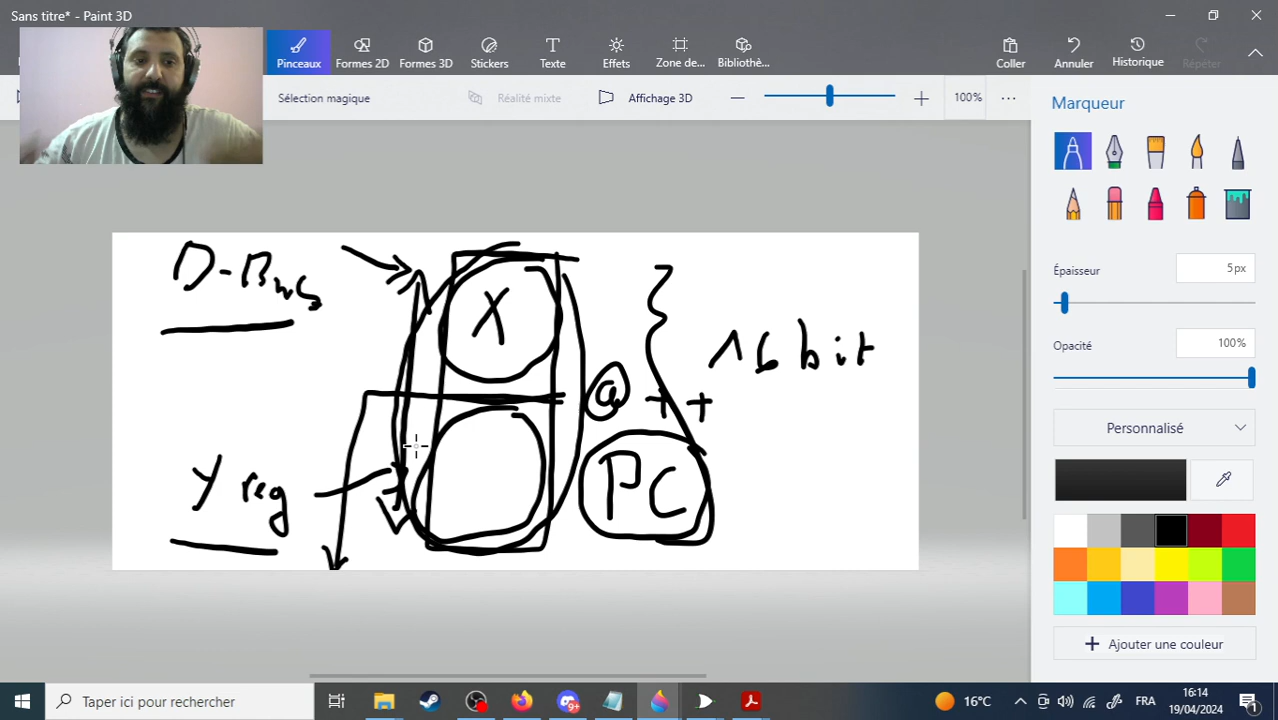 Sans titre* - Paint 3D
Pinceaux
Formes 2D
Formes 3D
Stickers
Texte
Effets
Zone de...
Bibliothè...
Coller
Annuler
Historique
Répéter
Sélection magique
Réalité mixte
Affichage 3D
100%
Marqueur
Épaisseur
5px
Opacité
100%
Personnalisé
Ajouter une couleur
D-Bus
X
16 bit
@ ++
Y reg
PC
Taper ici pour rechercher
9+
16°C
FRA
16:14
19/04/2024
1